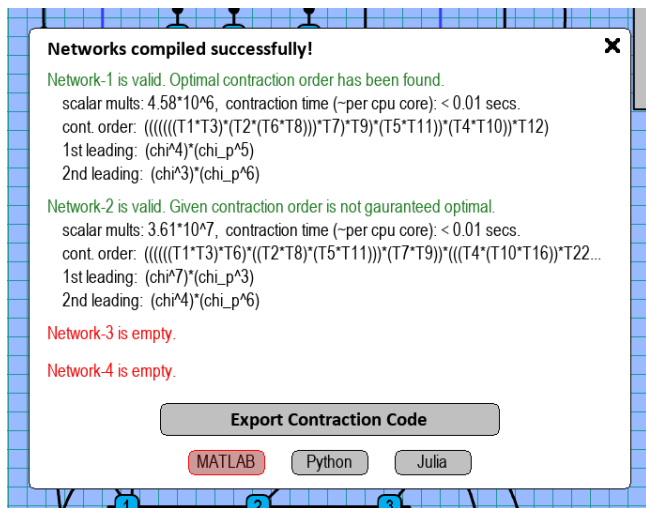 Networks compiled successfully!
Network-1 is valid. Optimal contraction order has been found.
scalar mults: 4.58*10^6, contraction time (~per cpu core): < 0.01 secs.
cont. order: (((((((T1*T3)*(T2*(T6*T8)))*T7)*T9)*(T5*T11))*(T4*T10))*T12)
1st leading: (chi^4)*(chi_p^5)
2nd leading: (chi^3)*(chi_p^6)
Network-2 is valid. Given contraction order is not gauranteed optimal.
scalar mults: 3.61*10^7, contraction time (~per cpu core): < 0.01 secs.
cont. order: ((((((T1*T3)*T6)*((T2*T8)*(T5*T11)))*(T7*T9))*(((T4*(T10*T16))*T22...
1st leading: (chi^7)*(chi_p^3)
2nd leading: (chi^4)*(chi_p^6)
Network-3 is empty.
Network-4 is empty.
Export Contraction Code
MATLAB Python Julia
1 2 3